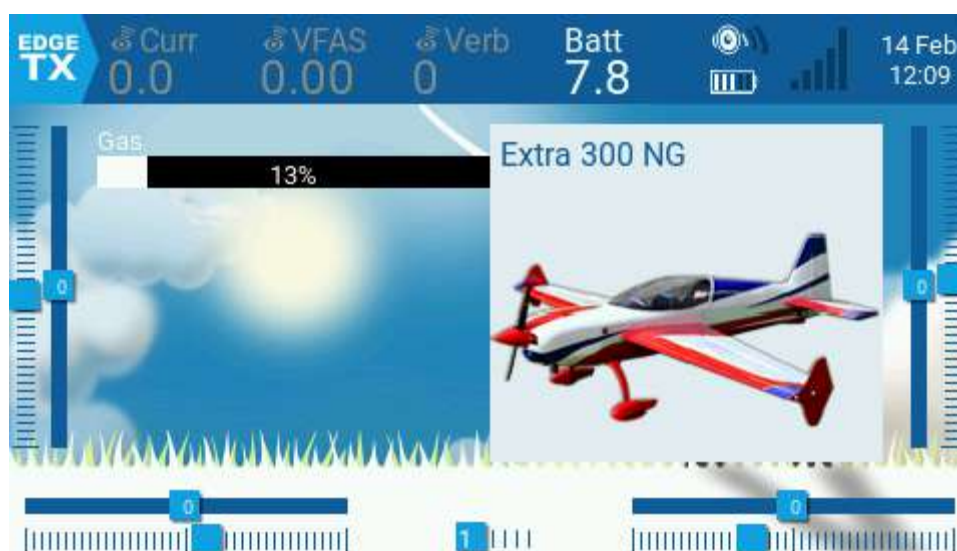 EDGE TX
Curr VFAS Verb Batt 14 Feb
0.0 0.00 0 7.8 12:09
Gas
13%
Extra 300 NG
0 0
0 0
1